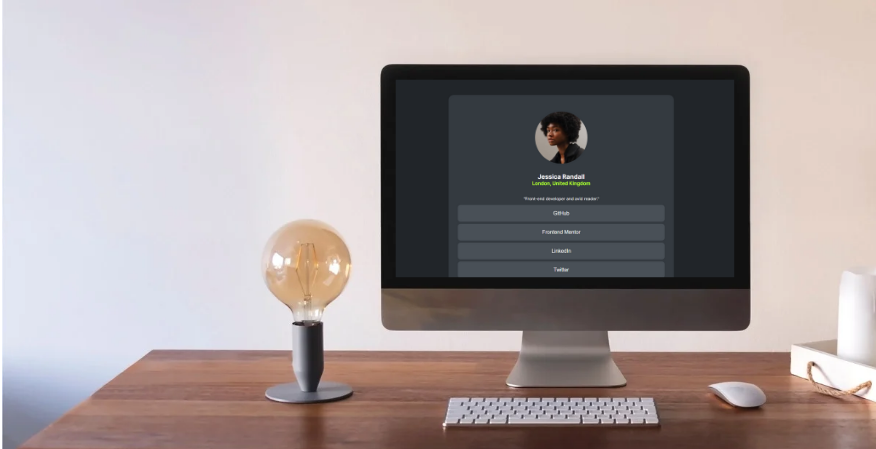 Jessica Randall
London, United Kingdom
"Front-end developer and avid reader."
GitHub
Frontend Mentor
LinkedIn
Twitter